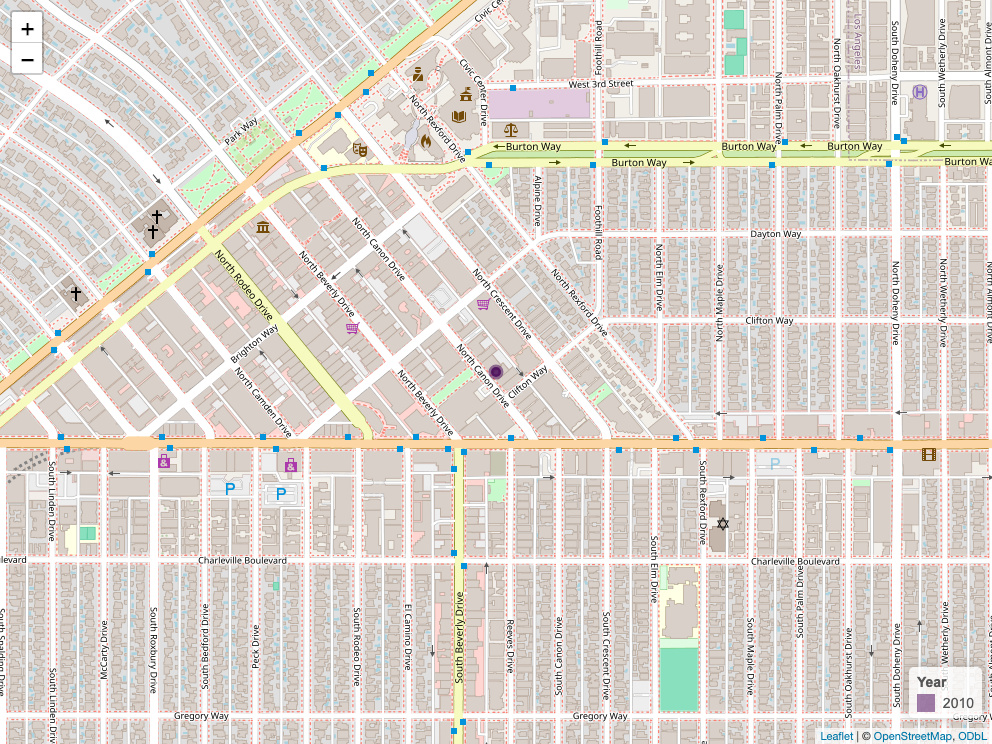 +
−
Civic Ce
Park Way
North Rexford Drive
Civic Center Drive
Foothill Road
West 3rd Street
North Palm Drive
North Oakhurst Drive
Los Angeles
South Doheny Drive
South Wetherly Drive
South Almont Drive
H
Burton Way
Burton Way
Burton Way
Burton Way
Burton Wa
Alpine Drive
Foothill Road
Dayton Way
North Elm Drive
North Maple Drive
North Doheny Drive
North Wetherly Drive
North Almont Drive
North Rodeo Drive
North Beverly Drive
North Canon Drive
North Crescent Drive
North Rexford Drive
Clifton Way
Brighton Way
North Camden Drive
North Beverly Drive
North Canon Drive
Clifton Way
P
P
P
South Linden Drive
South Rexford Drive
levard
Charleville Boulevard
Charleville Boulevard
South Spalding Drive
South Linden Driv
McCarty Drive
South Roxbury Drive
South Bedford Drive
Peck Drive
South Rodeo Drive
El Camino Drive
South Beverly Drive
Reeves Drive
South Canon Drive
South Crescent Drive
South Elm Drive
South Maple Drive
South Palm Drive
South Oakhurst Drive
South Doheny Drive
Wetherly Drive
Gregory Way
Gregory Way
Gregory W
Year
2010
Leaflet | © OpenStreetMap, ODbL